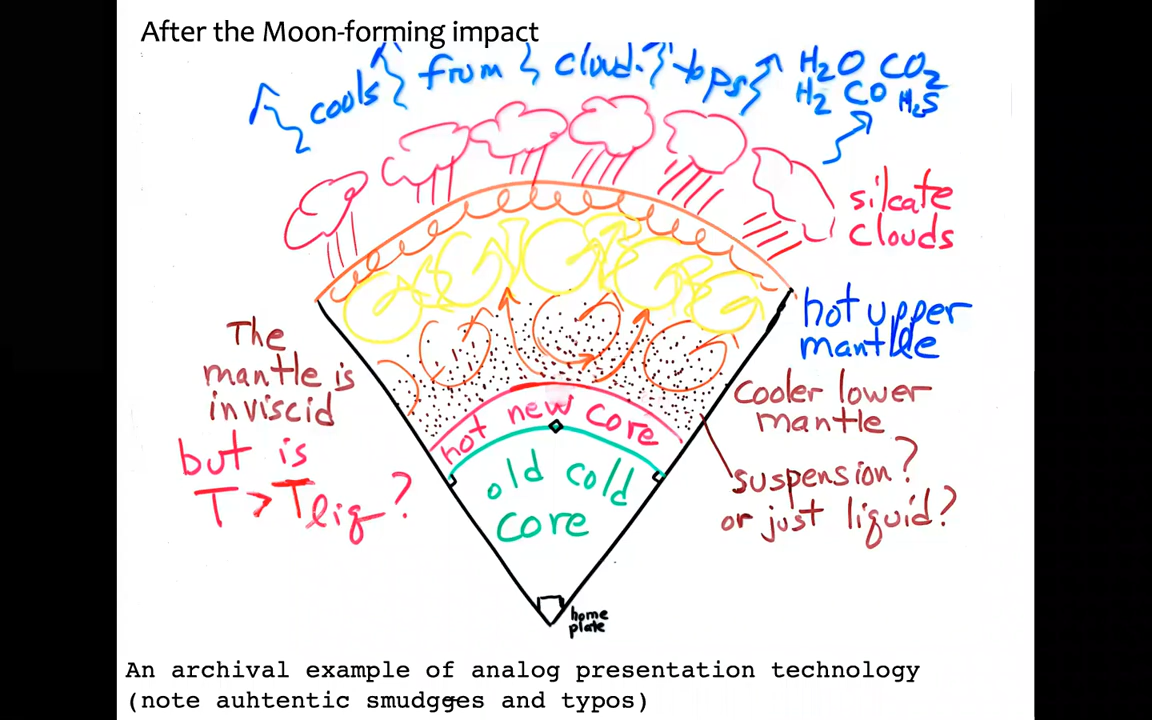 After the Moon-forming impact
cools from cloud tops
H2O CO2
H2 CO H2S
silcate
clouds
hot upper
mantle
The
mantle is
inviscid
but is
T > Tliq?
cooler lower
mantle
suspension?
or just liquid?
hot new core
old cold
core
home
plate
An archival example of analog presentation technology
(note auhtentic smudgges and typos)